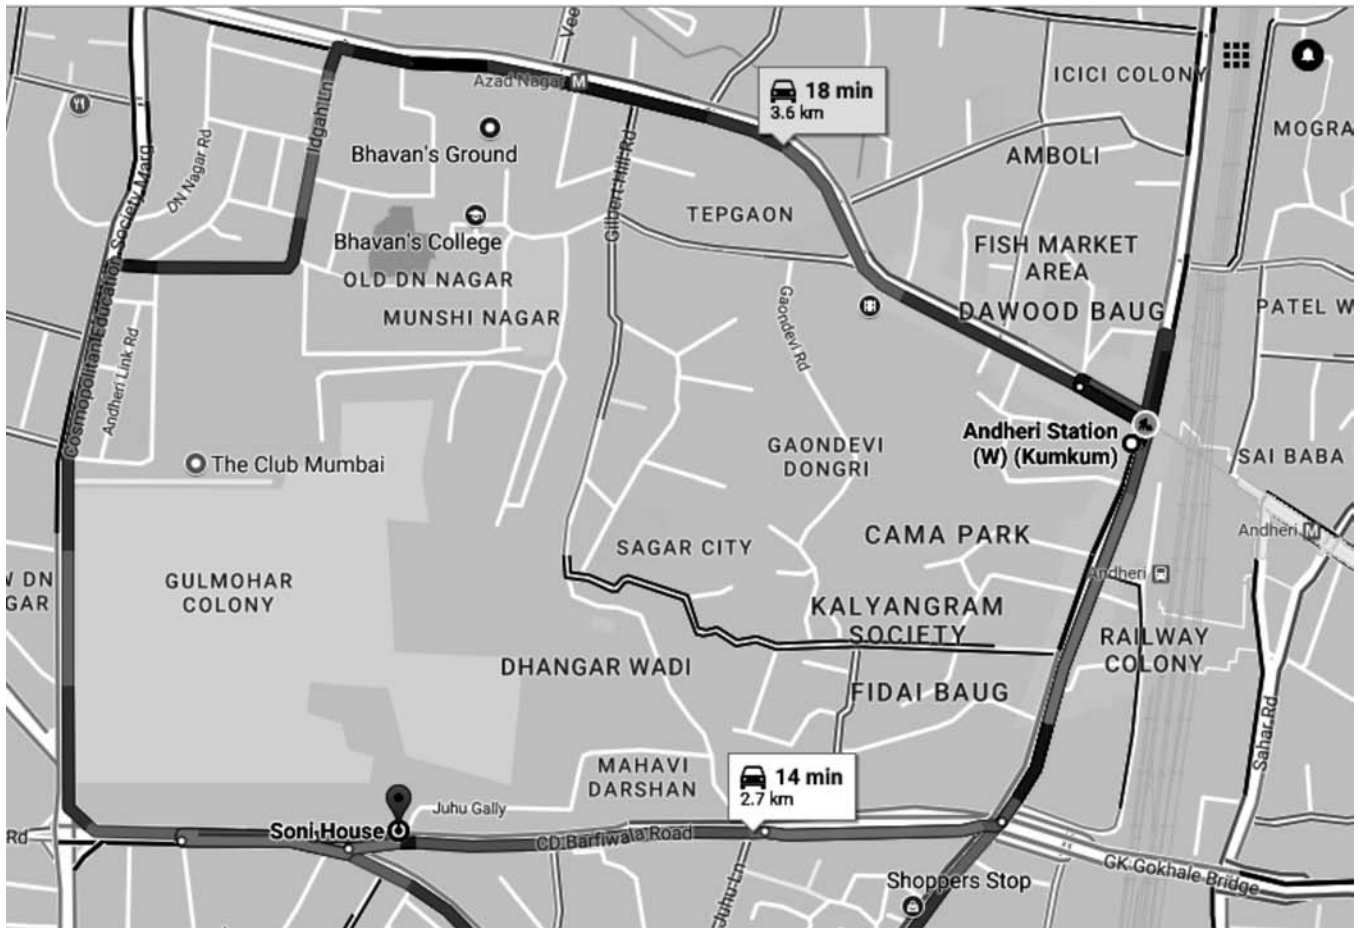 Vee
ICICI COLONY
Azad Nagar M
18 min
3.6 km
MOGRA
Idgah Ln
DN Nagar Rd
Bhavan's Ground
AMBOLI
Gilbert Hill Rd
TEPGAON
Bhavan's College
FISH MARKET
AREA
Cosmopolitan Education Society Marg
OLD DN NAGAR
DAWOOD BAUG
PATEL W
MUNSHI NAGAR
Gaondevi Rd
Andheri Link Rd
Andheri Station
(W) (Kumkum)
GAONDEVI
DONGRI
SAI BABA
The Club Mumbai
CAMA PARK
Andheri M
SAGAR CITY
Andheri
W DN
GAR
GULMOHAR
COLONY
KALYANGRAM
SOCIETY
RAILWAY
COLONY
DHANGAR WADI
FIDAI BAUG
Sahar Rd
MAHAVI
DARSHAN
14 min
2.7 km
Juhu Gally
Rd
Soni House
CD Barfiwala Road
GK Gokhale Bridge
Juhu Ln
Shoppers Stop